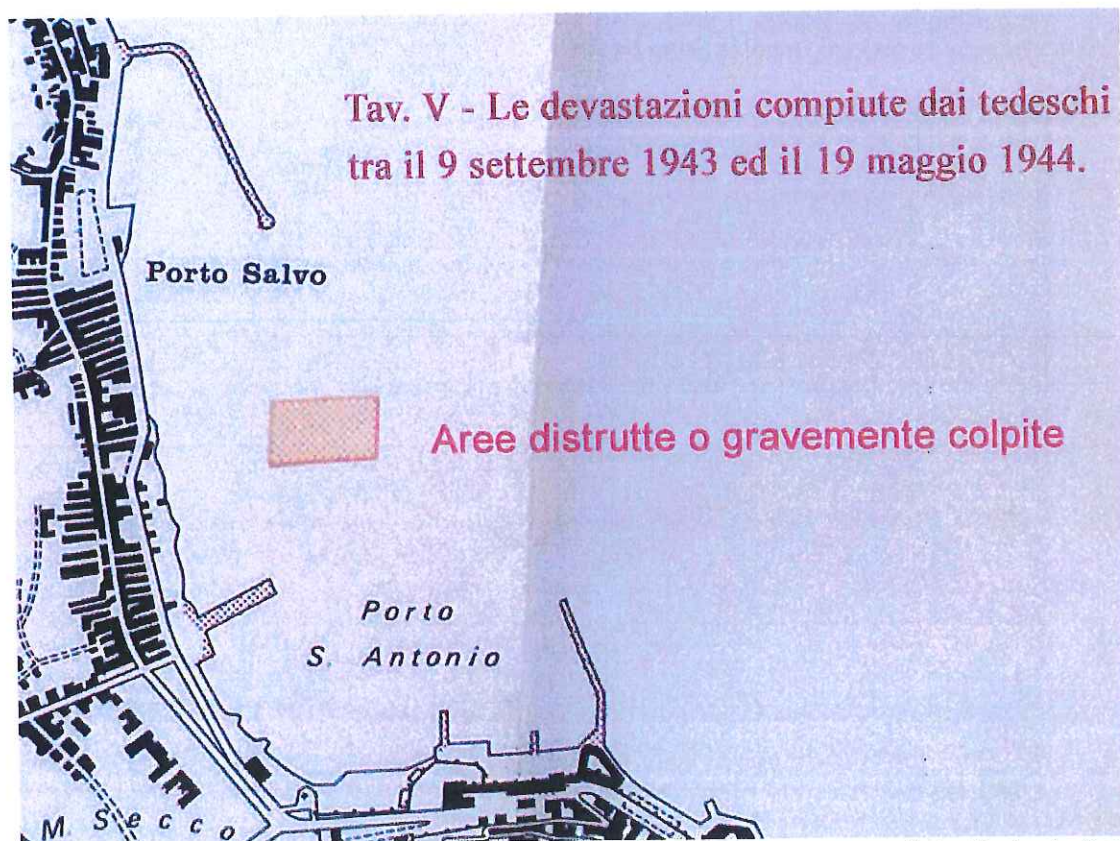 Tav. V - Le devastazioni compiute dai tedeschi
tra il 9 settembre 1943 ed il 19 maggio 1944.
Porto Salvo
Aree distrutte o gravemente colpite
Porto
S. Antonio
M. Secco